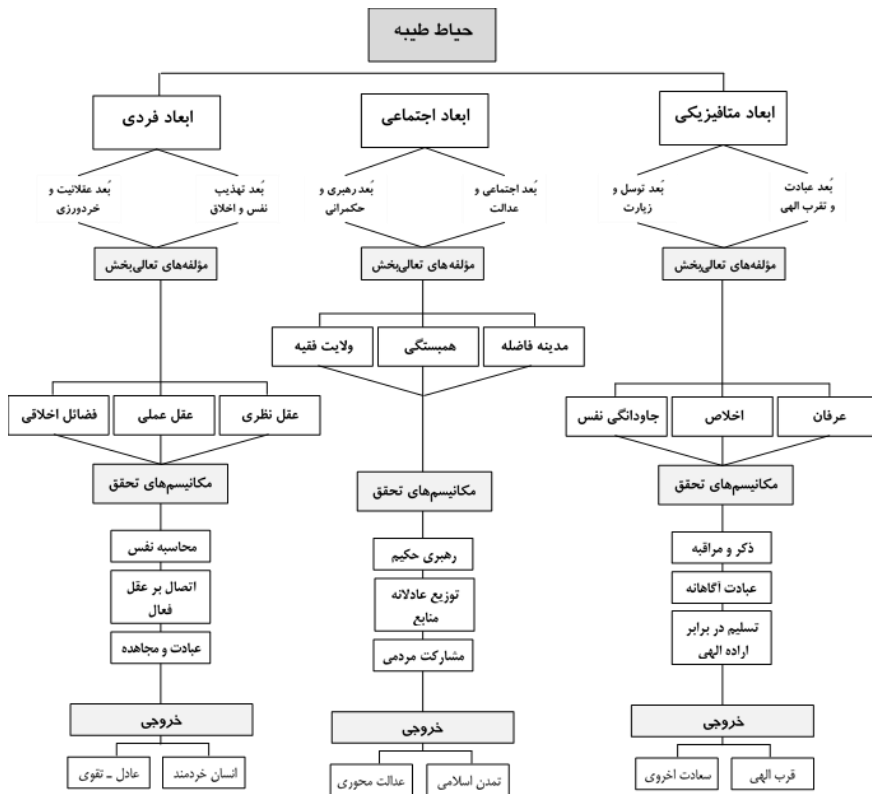 حیاط طیبه
ابعاد متافیزیکی
ابعاد اجتماعی
ابعاد فردی
بُعد عبادت
و تقرب الهی
بُعد توسل و
زیارت
بُعد اجتماعی و
عدالت
بُعد رهبری و
حکمرانی
بُعد تهذیب
نفس و اخلاق
بُعد عقلانیت و
خردورزی
مؤلفه‌های تعالی‌بخش
مؤلفه‌های تعالی‌بخش
مؤلفه‌های تعالی‌بخش
مدینه فاضله
همبستگی
ولایت فقیه
عرفان
اخلاص
جاودانگی نفس
عقل نظری
عقل عملی
فضائل اخلاقی
مکانیسم‌های تحقق
مکانیسم‌های تحقق
مکانیسم‌های تحقق
ذکر و مراقبه
عبادت آگاهانه
تسلیم در برابر
اراده الهی
رهبری حکیم
توزیع عادلانه
منابع
مشارکت مردمی
محاسبه نفس
اتصال بر عقل
فعال
عبادت و مجاهده
خروجی
خروجی
خروجی
قرب الهی
سعادت اخروی
تمدن اسلامی
عدالت محوری
انسان خردمند
عادل ـ تقوی